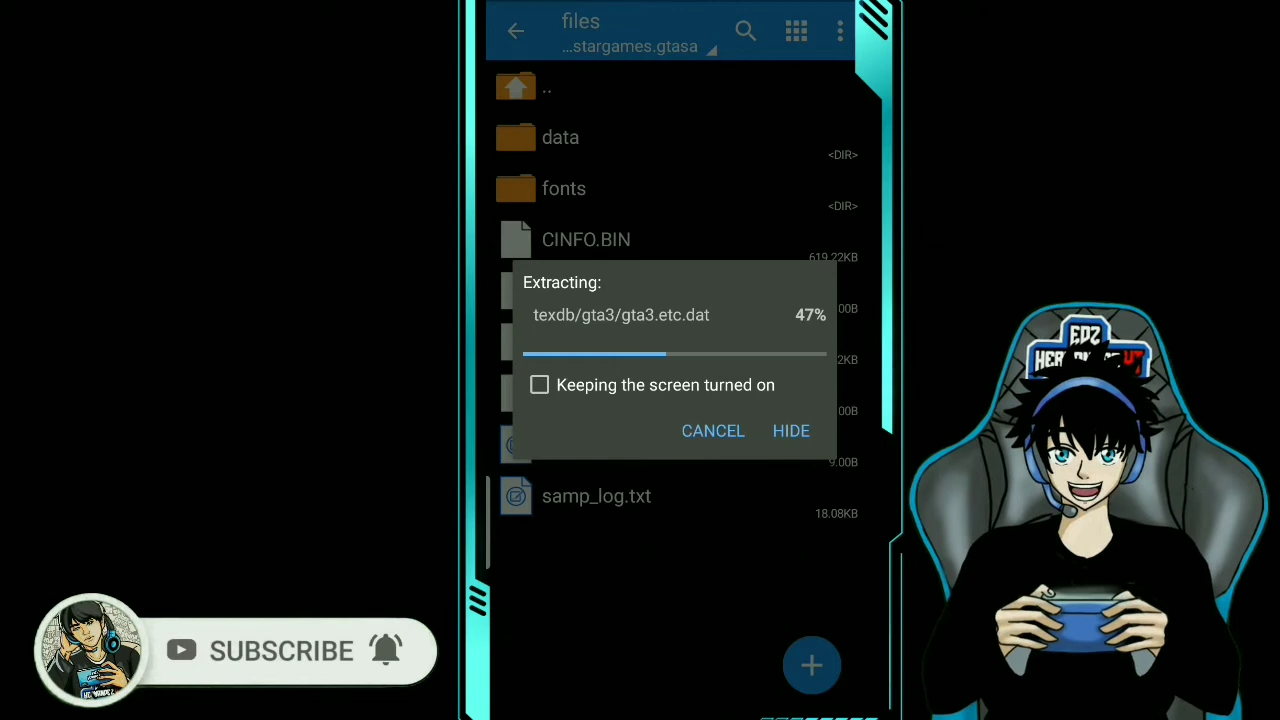 files
...stargames.gtasa
..
data
<DIR>
fonts
<DIR>
CINFO.BIN
619.22KB
Extracting:
texdb/gta3/gta3.etc.dat 47%
Keeping the screen turned on
CANCEL HIDE
9.00B
samp_log.txt
18.08KB
SUBSCRIBE